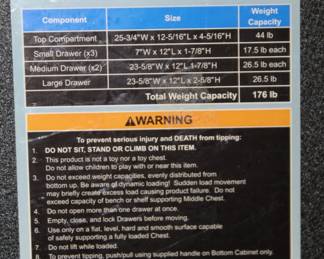 Component Size Weight Capacity
Top Compartment 25-3/4"W x 12-5/16"L x 4-5/16"H 44 lb
Small Drawer (x3) 7"W x 12"L x 1-7/8"H 17.5 lb each
Medium Drawer (x2) 23-5/8"W x 12"L 1-7/8"H 26.5 lb each
Large Drawer 23-5/8"W x 12"L x 2-5/8"H 26.5 lb
Total Weight Capacity 176 lb
WARNING
To prevent serious injury and DEATH from tipping:
1. DO NOT SIT, STAND OR CLIMB ON THIS ITEM.
2. This product is not a toy or a toy chest.
Do not allow children to play with or near this item.
3. Do not exceed weight capacities, evenly distributed from
bottom up. Be aware of dynamic loading! Sudden load movement
may briefly create excess load causing product failure. Do not
exceed capacity of bench or shelf supporting Middle Chest.
4. Do not open more than one drawer at once.
5. Empty, close, and lock Drawers before moving.
6. Use only on a flat, level, hard and smooth surface capable
of safely supporting a fully loaded Chest.
7. Do not lift while loaded.
8. To prevent tipping, push/pull using supplied handle on Bottom Cabinet only.